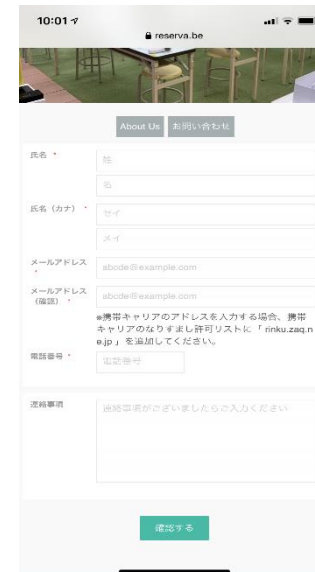 10:01
reserva.be
About Us お問い合わせ
氏名 *
姓
名
氏名（カナ） *
セイ
メイ
メールアドレス *
abcde@example.com
メールアドレス（確認） *
abcde@example.com
※携帯キャリアのアドレスを入力する場合、携帯
キャリアのなりすまし許可リストに「 rinku.zaq.n
e.jp 」を追加してください。
電話番号 *
電話番号
連絡事項
連絡事項がございましたらご入力ください
確認する